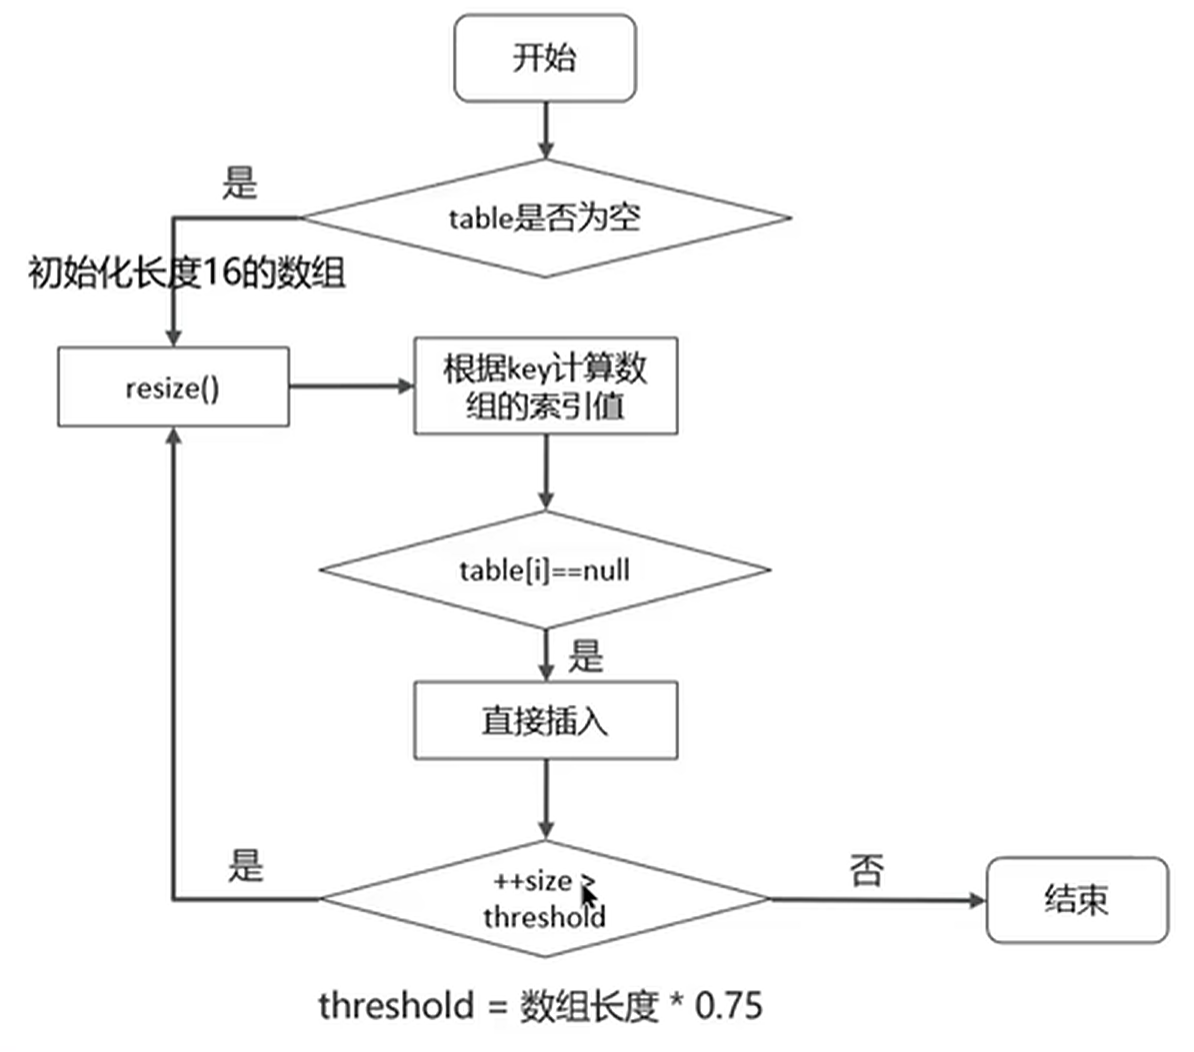 开始
是
table是否为空
初始化长度16的数组
resize()
根据key计算数
组的索引值
table[i]==null
是
直接插入
是
++size >
threshold
否
结束
threshold = 数组长度 * 0.75